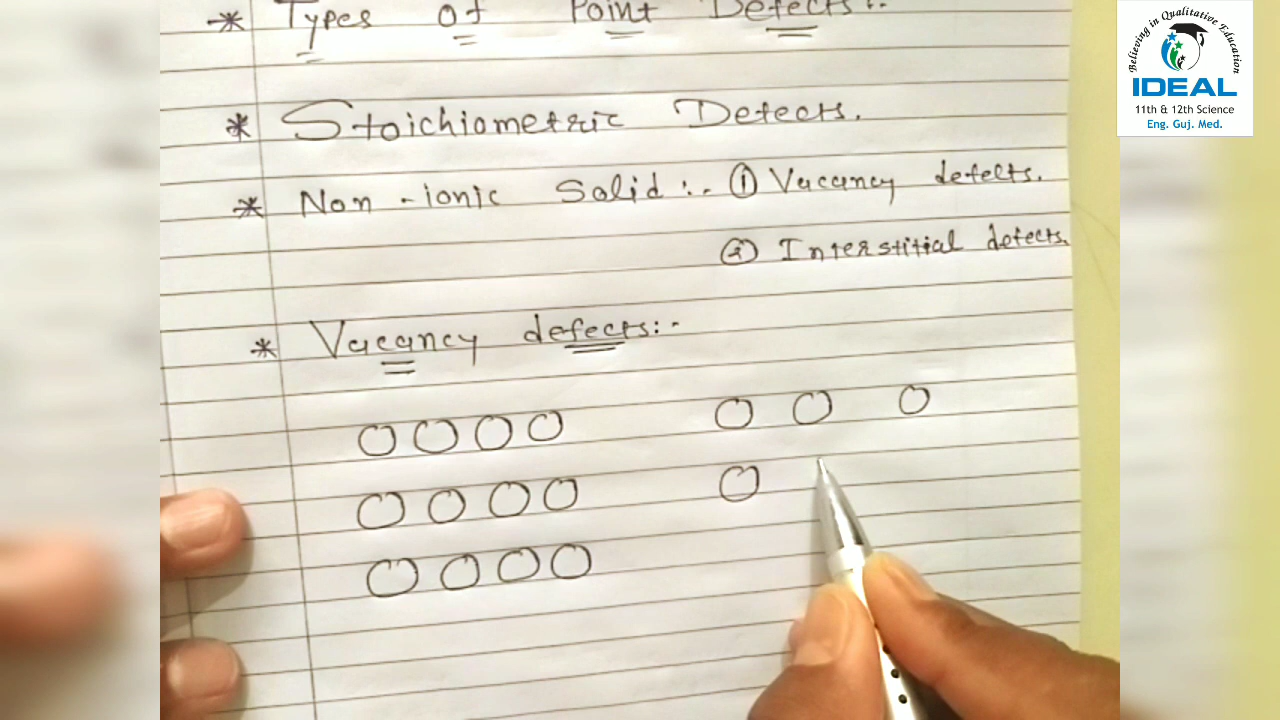 * Types of Point Defects:-
* Stoichiometric Defects.
* Non-ionic Solid :- ① Vacancy defects.
② Interstitial defects.
* Vacancy defects:-
Believing in Qualitative Education
IDEAL
11th & 12th Science
Eng. Guj. Med.